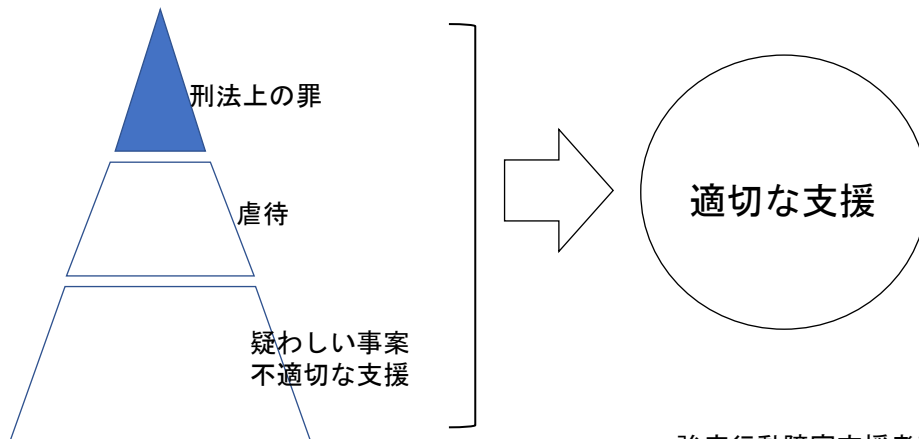 刑法上の罪
虐待
疑わしい事案
不適切な支援
適切な支援